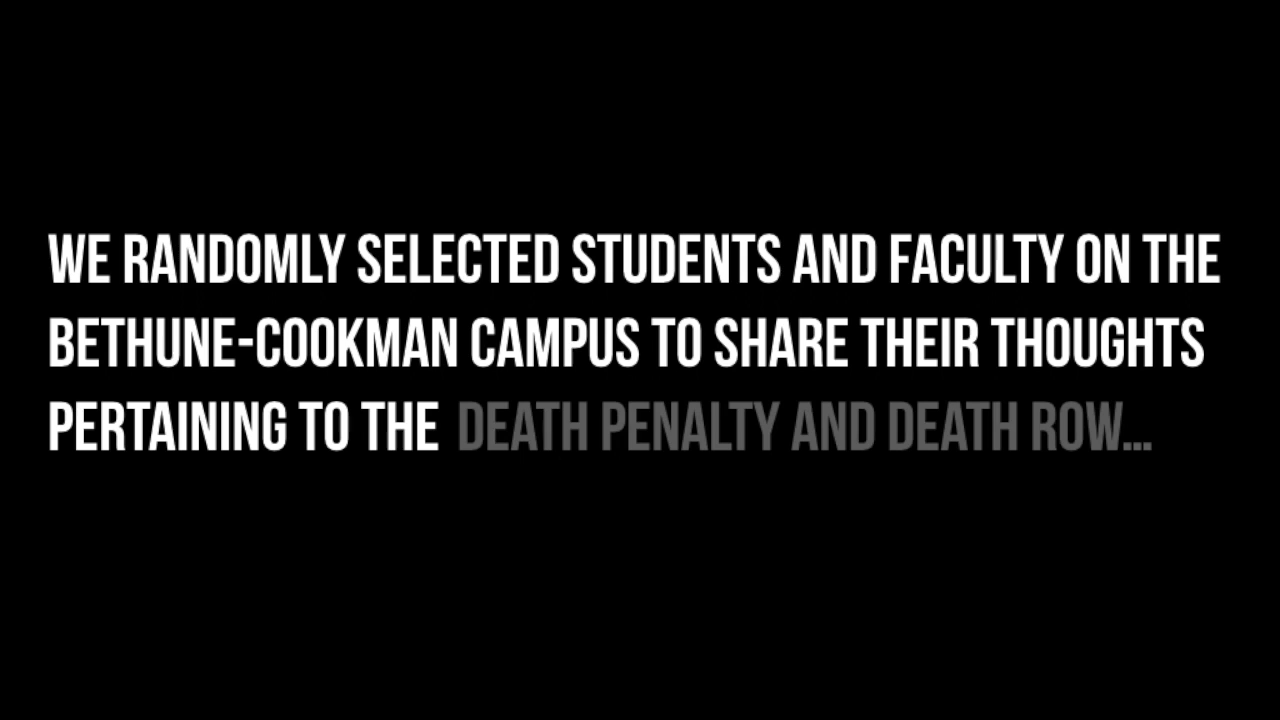 WE RANDOMLY SELECTED STUDENTS AND FACULTY ON THE
BETHUNE-COOKMAN CAMPUS TO SHARE THEIR THOUGHTS
PERTAINING TO THE DEATH PENALTY AND DEATH ROW...